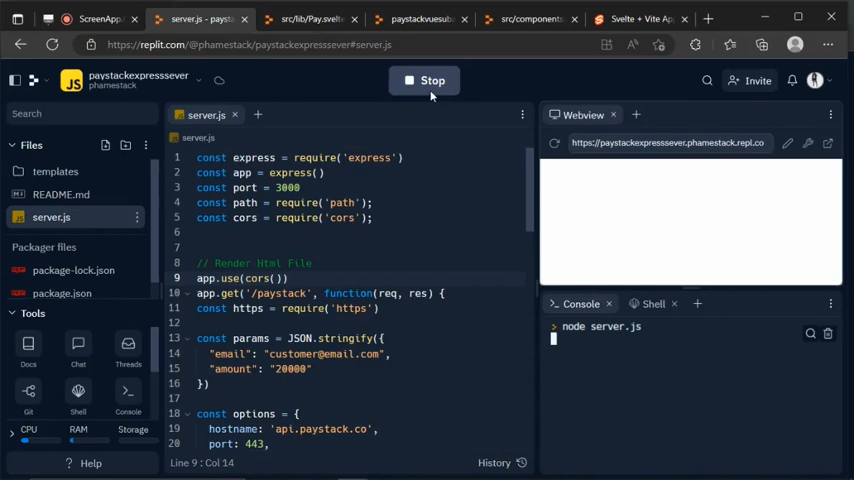 ScreenApp.
server.js - paysta
src/lib/Pay.svelte
paystackvuesuba
src/components
Svelte + Vite App
https://replit.com/@phamestack/paystackexpresssever#server.js
paystackexpresssever
phamestack
Stop
Invite
Search
Files
templates
README.md
server.js
Packager files
package-lock.json
package.json
Tools
Docs
Chat
Threads
Git
Shell
Console
CPU
RAM
Storage
Help
server.js
server.js
1 const express = require('express')
2 const app = express()
3 const port = 3000
4 const path = require('path');
5 const cors = require('cors');
6
7
8 // Render Html File
9 app.use(cors())
10 app.get('/paystack', function(req, res) {
11 const https = require('https')
12
13 const params = JSON.stringify({
14 "email": "customer@email.com",
15 "amount": "20000"
16 })
17
18 const options = {
19 hostname: 'api.paystack.co',
20 port: 443,
Line 9 : Col 14
History
Webview
https://paystackexpresssever.phamestack.repl.co
Console
Shell
node server.js